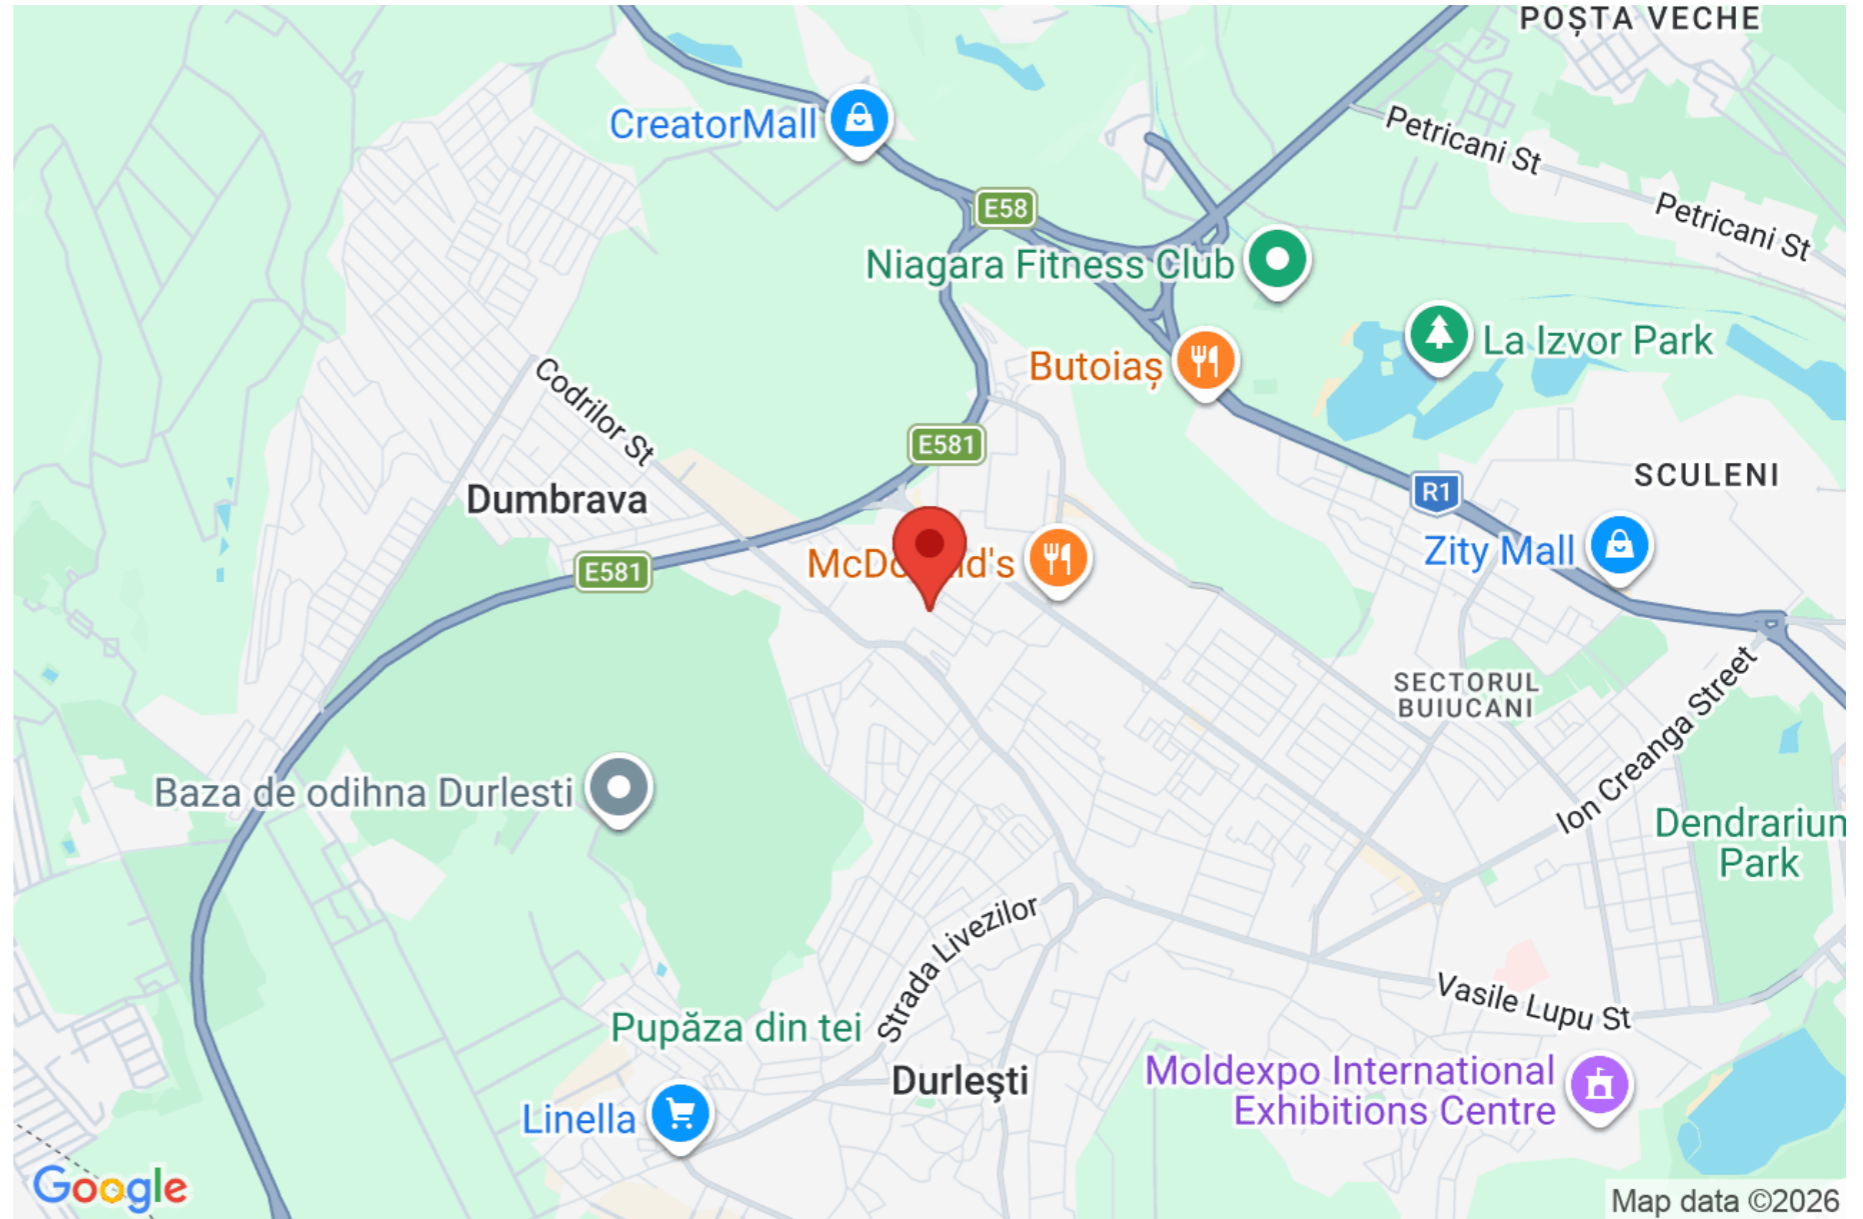 POȘTA VECHE
CreatorMall
Petricani St
E58
Petricani St
Niagara Fitness Club
La Izvor Park
Butoiaș
Codrilor St
E581
SCULENI
Dumbrava
R1
McDonald's
Zity Mall
E581
SECTORUL
BUIUCANI
Ion Creanga Street
Baza de odihna Durlesti
Dendrarium
Park
Strada Livezilor
Vasile Lupu St
Pupăza din tei
Durleşti
Moldexpo International
Exhibitions Centre
Linella
Google
Map data ©2026